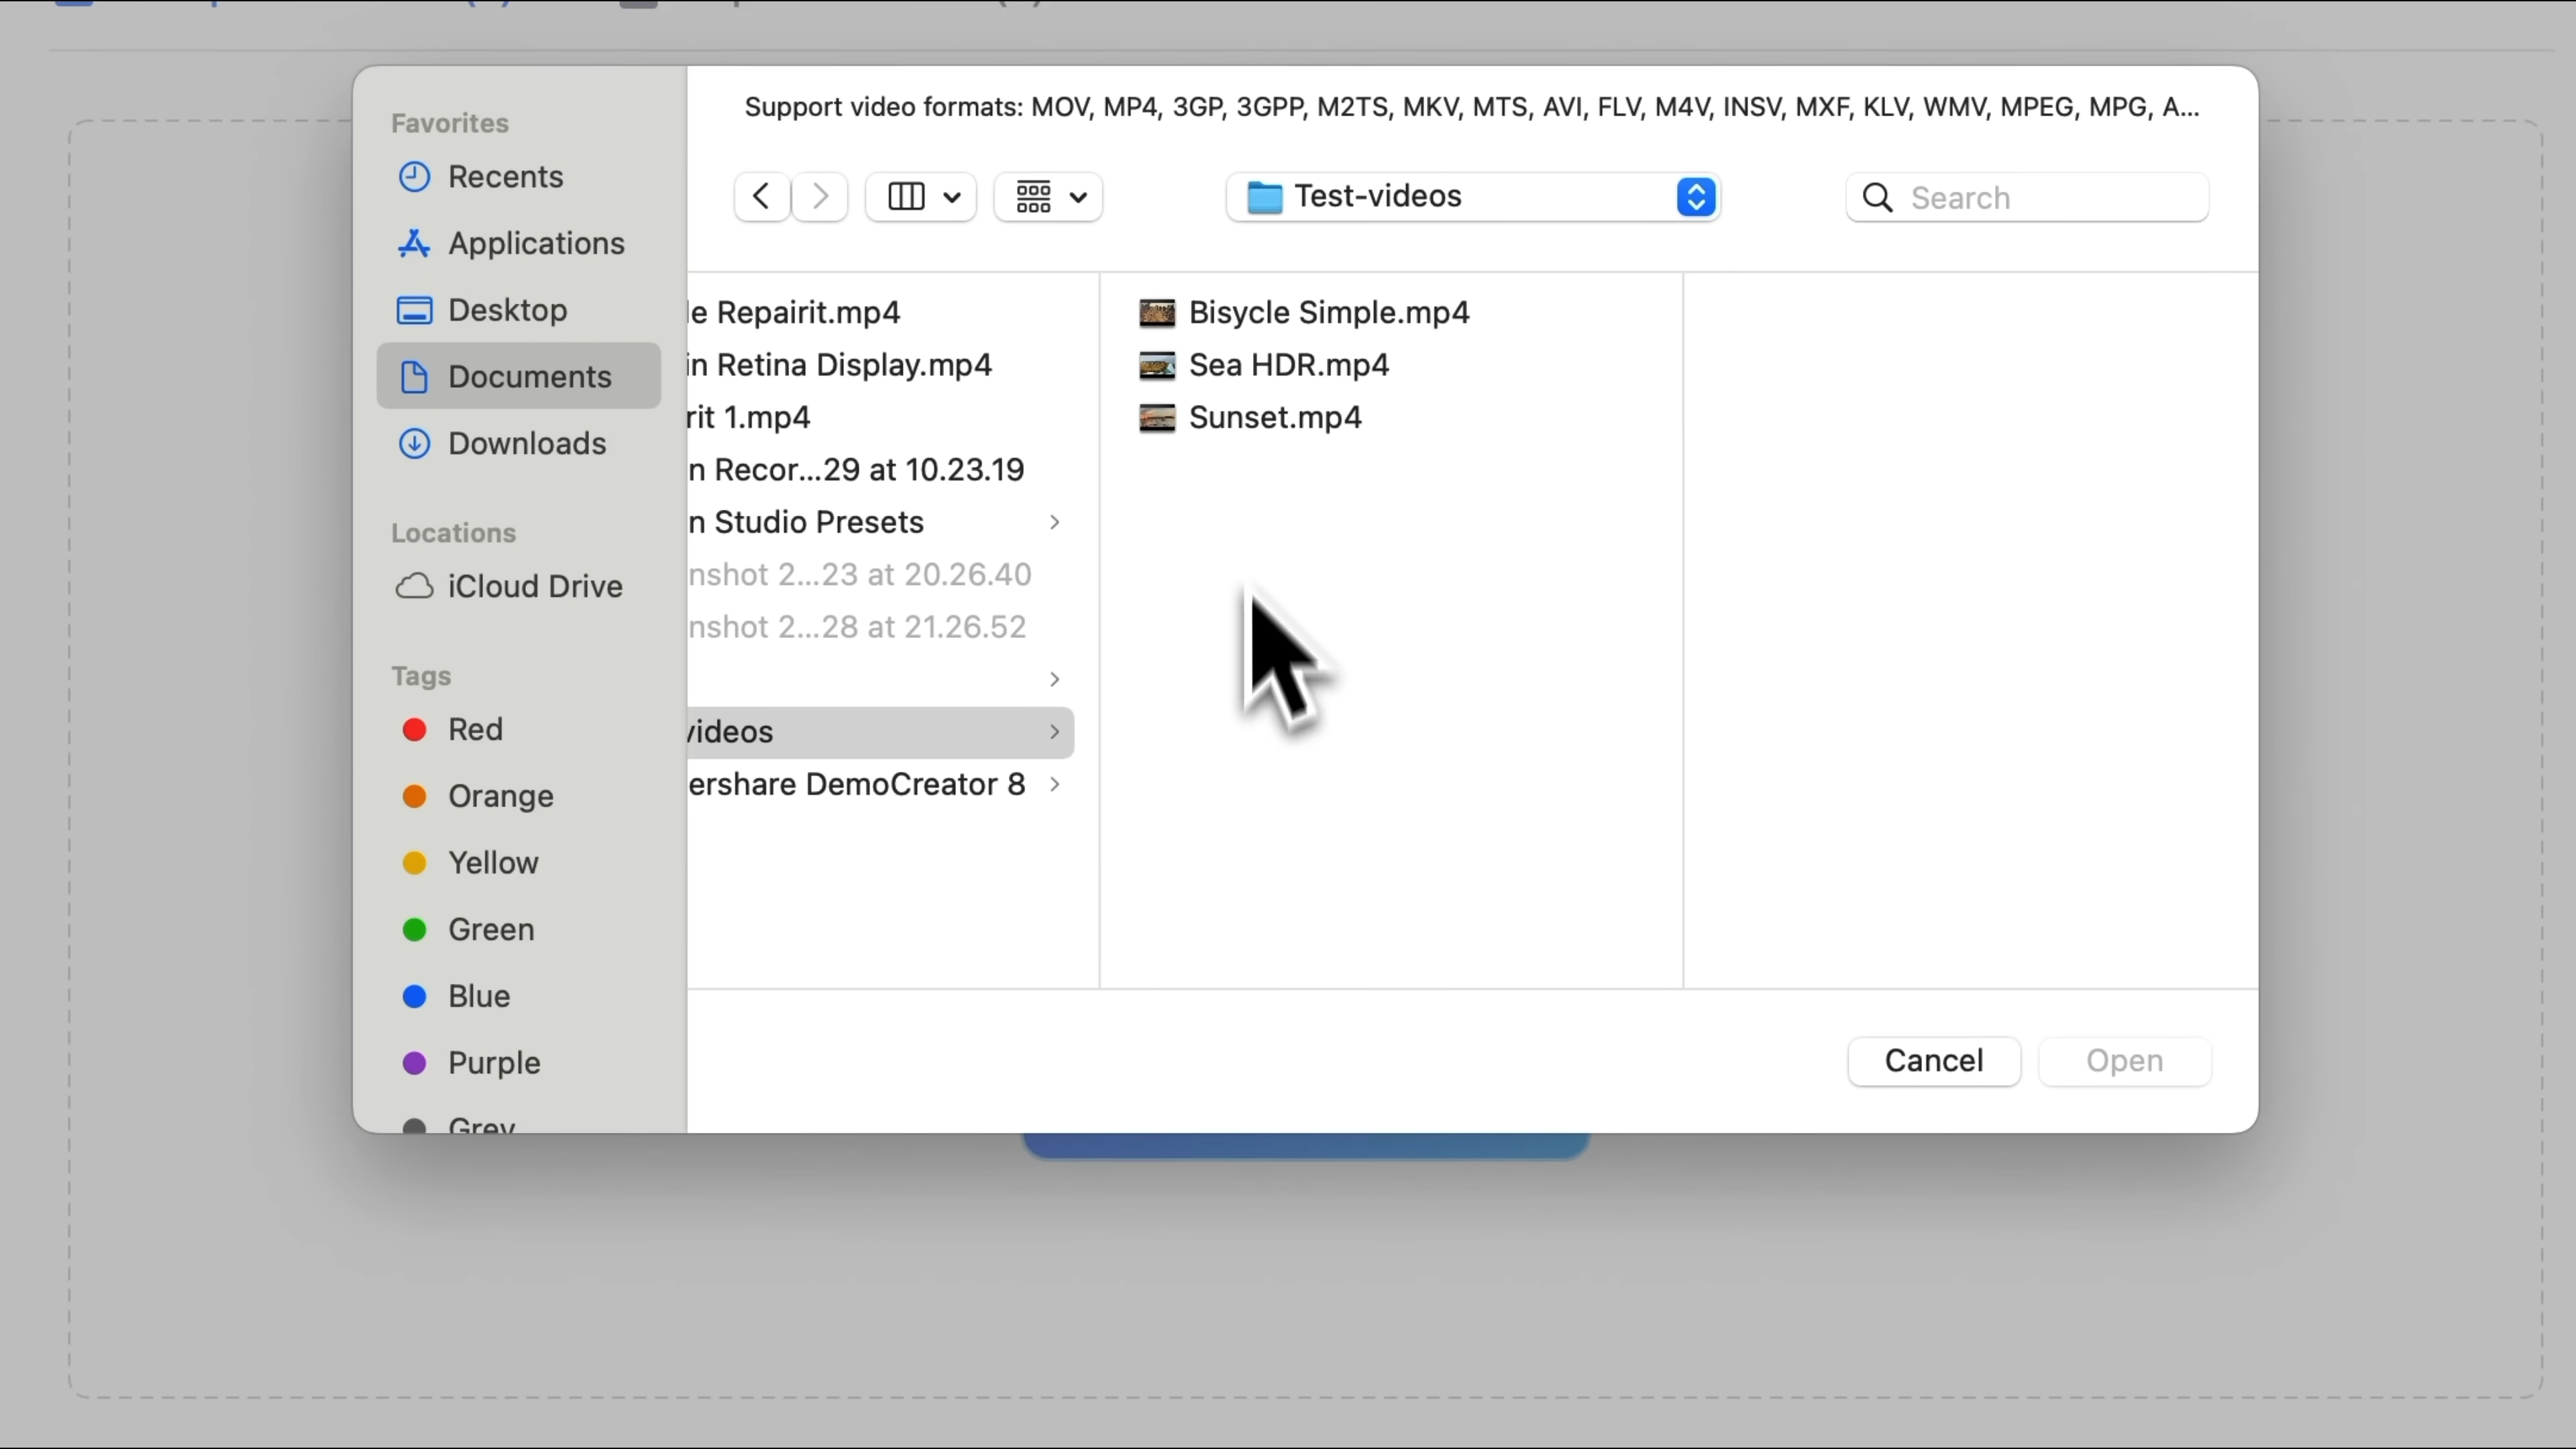 Support video formats: MOV, MP4, 3GP, 3GPP, M2TS, MKV, MTS, AVI, FLV, M4V, INSV, MXF, KLV, WMV, MPEG, MPG, A...
Favorites
Recents
Applications
Desktop
Documents
Downloads
Locations
iCloud Drive
Tags
Red
Orange
Yellow
Green
Blue
Purple
Grey
Test-videos
Search
le Repairit.mp4
in Retina Display.mp4
rit 1.mp4
n Recor...29 at 10.23.19
n Studio Presets
nshot 2...23 at 20.26.40
nshot 2...28 at 21.26.52
videos
ershare DemoCreator 8
Bisycle Simple.mp4
Sea HDR.mp4
Sunset.mp4
Cancel
Open